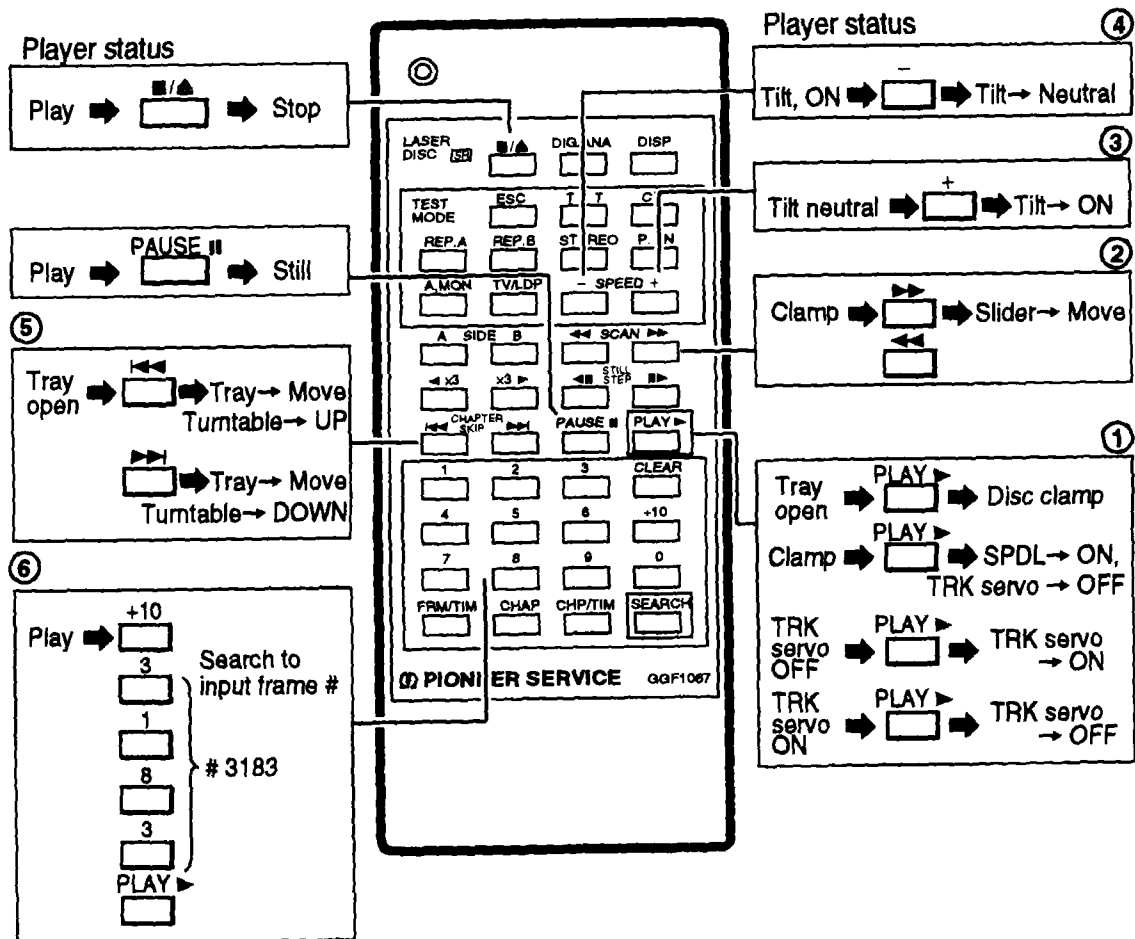 Player status
■/▲
Play ➡ ➡ Stop
PAUSE II
Play ➡ ➡ Still
⑤
Tray open ➡ |◀◀ ➡ Tray→ Move
Turntable→ UP
▶▶| ➡ Tray→ Move
Turntable→ DOWN
⑥
+10
Play ➡
3
1
8
3
PLAY ▶
Search to
input frame #
# 3183
LASER
DISC
■/▲
DISP
TEST
MODE
ESC
REP.A
REP.B
A.MON
TV/LDP
− SPEED +
A SIDE B
◀◀ SCAN ▶▶
◀ x3
x3 ▶
◀II
STILL
STEP
II▶
|◀◀
CHAPTER
SKIP
▶▶|
PAUSE II
PLAY ▶
1
2
3
CLEAR
4
5
6
+10
7
8
9
0
FRM/TIM
CHAP
CHP/TIM
SEARCH
PIONEER SERVICE
GGF1067
Player status
④
−
Tilt, ON ➡ ➡ Tilt→ Neutral
③
+
Tilt neutral ➡ ➡ Tilt→ ON
②
▶▶
Clamp ➡ ➡ Slider→ Move
◀◀
①
Tray open ➡ PLAY ▶ ➡ Disc clamp
Clamp ➡ PLAY ▶ ➡ SPDL→ ON,
TRK servo → OFF
TRK servo OFF ➡ PLAY ▶ ➡ TRK servo → ON
TRK servo ON ➡ PLAY ▶ ➡ TRK servo → OFF